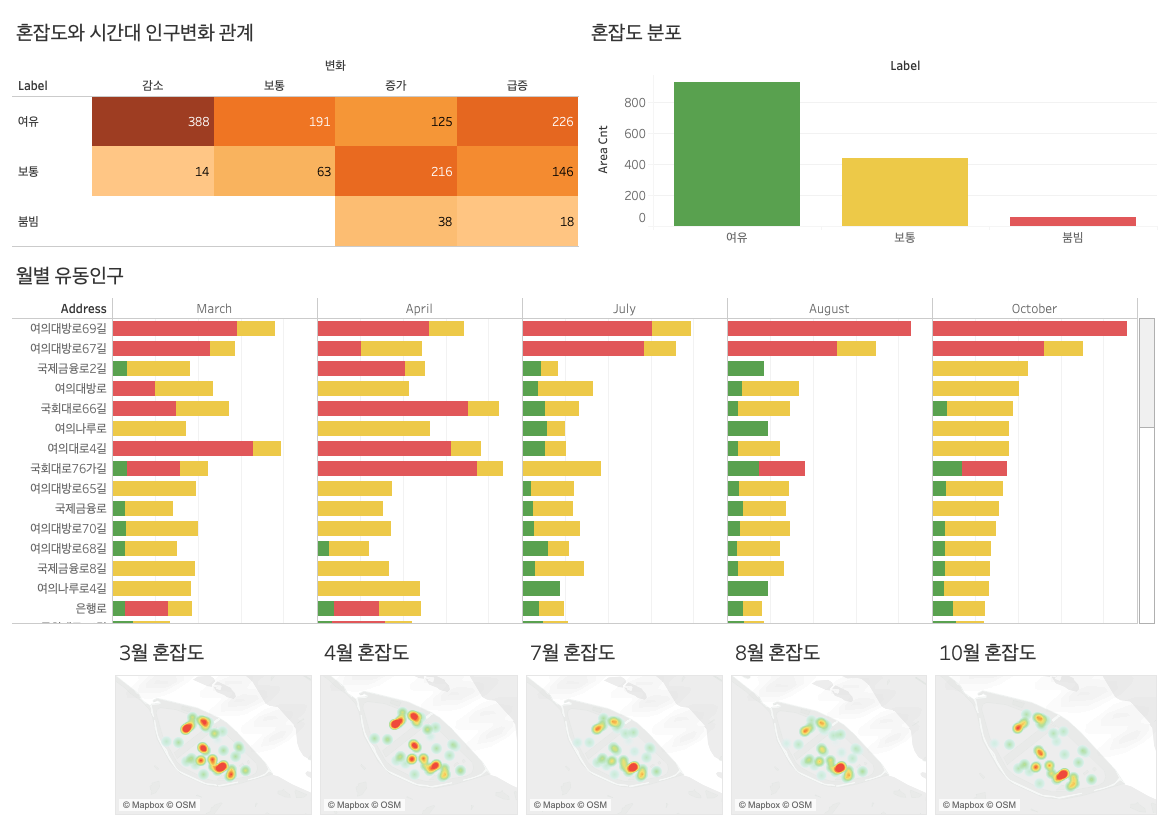 혼잡도와 시간대 인구변화 관계
변화
Label 감소 보통 증가 급증
여유 388 191 125 226
보통 14 63 216 146
붐빔 38 18
혼잡도 분포
Label
Area Cnt
800
600
400
200
0
여유 보통 붐빔
월별 유동인구
Address March April July August October
여의대방로69길
여의대방로67길
국제금융로2길
여의대방로
국회대로66길
여의나루로
여의대로4길
국회대로76가길
여의대방로65길
국제금융로
여의대방로70길
여의대방로68길
국제금융로8길
여의나루로4길
은행로
3월 혼잡도 4월 혼잡도 7월 혼잡도 8월 혼잡도 10월 혼잡도
© Mapbox © OSM © Mapbox © OSM © Mapbox © OSM © Mapbox © OSM © Mapbox © OSM